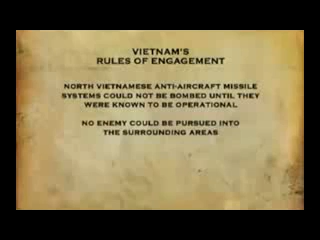 VIETNAM'S
RULES OF ENGAGEMENT
NORTH VIETNAMESE ANTI-AIRCRAFT MISSILE
SYSTEMS COULD NOT BE BOMBED UNTIL THEY
WERE KNOWN TO BE OPERATIONAL
NO ENEMY COULD BE PURSUED INTO
THE SURROUNDING AREAS